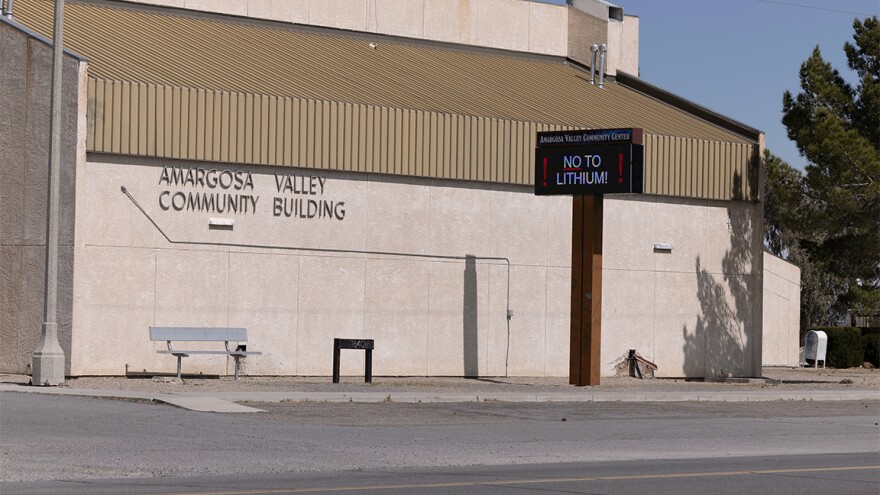 AMARGOSA VALLEY
COMMUNITY BUILDING
AMARGOSA VALLEY COMMUNITY CENTER
! NO TO !
LITHIUM!